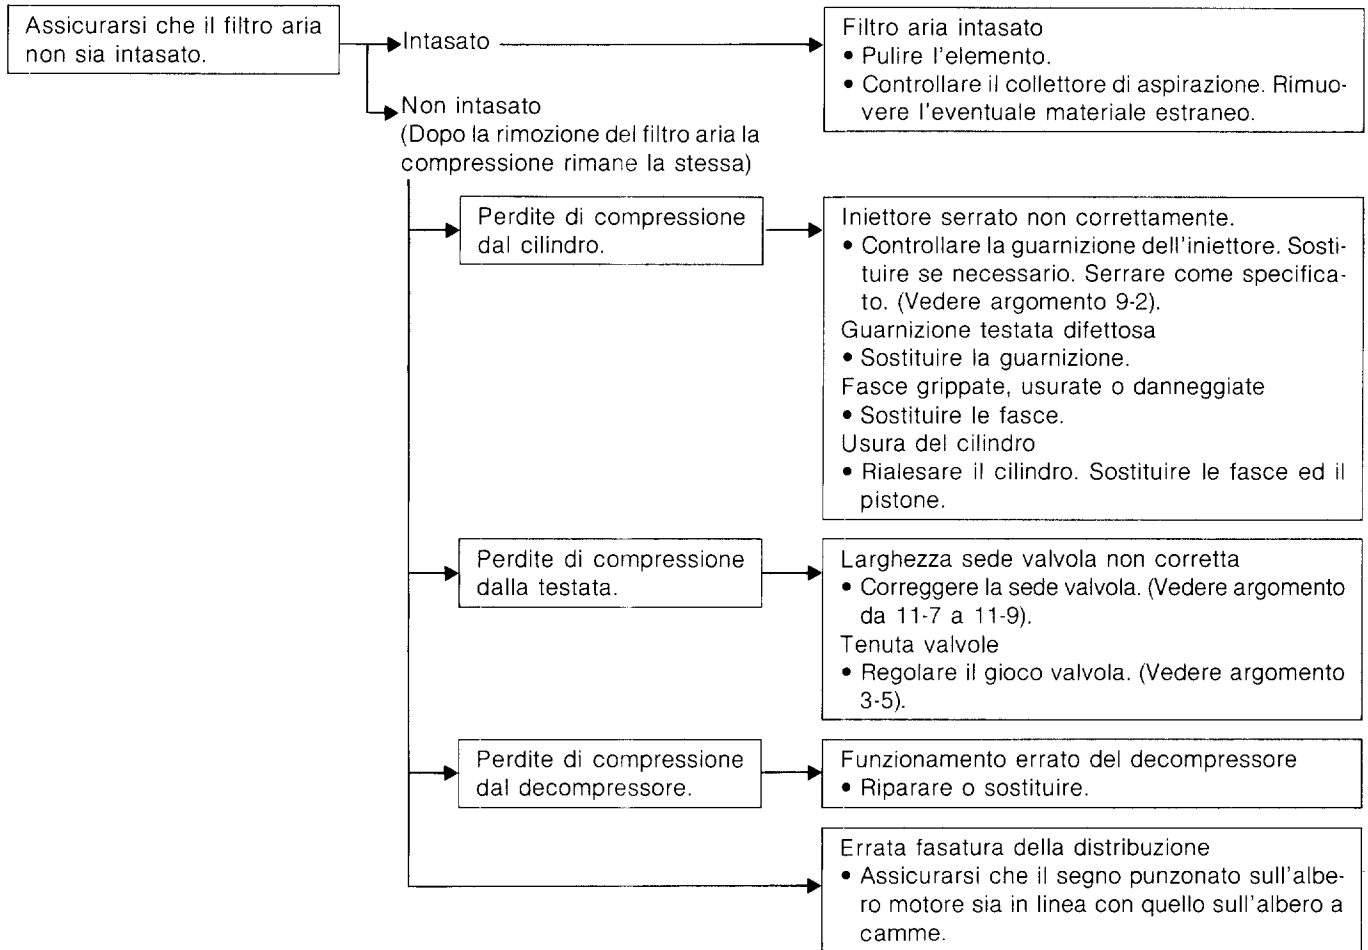 Assicurarsi che il filtro aria
non sia intasato.
Intasato
Filtro aria intasato
• Pulire l'elemento.
• Controllare il collettore di aspirazione. Rimuo-
vere l'eventuale materiale estraneo.
Non intasato
(Dopo la rimozione del filtro aria la
compressione rimane la stessa)
Perdite di compressione
dal cilindro.
Iniettore serrato non correttamente.
• Controllare la guarnizione dell'iniettore. Sosti-
tuire se necessario. Serrare come specifica-
to. (Vedere argomento 9-2).
Guarnizione testata difettosa
• Sostituire la guarnizione.
Fasce grippate, usurate o danneggiate
• Sostituire le fasce.
Usura del cilindro
• Rialesare il cilindro. Sostituire le fasce ed il
pistone.
Perdite di compressione
dalla testata.
Larghezza sede valvola non corretta
• Correggere la sede valvola. (Vedere argomento
da 11-7 a 11-9).
Tenuta valvole
• Regolare il gioco valvola. (Vedere argomento
3-5).
Perdite di compressione
dal decompressore.
Funzionamento errato del decompressore
• Riparare o sostituire.
Errata fasatura della distribuzione
• Assicurarsi che il segno punzonato sull'albe-
ro motore sia in linea con quello sull'albero a
camme.